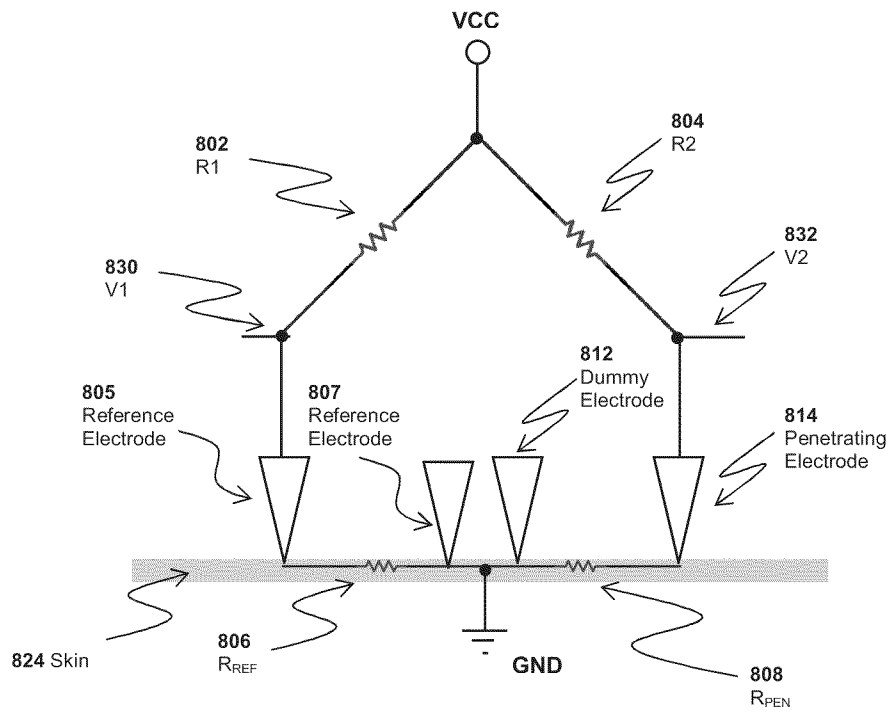 VCC
802
R1
804
R2
830
V1
832
V2
805
Reference
Electrode
807
Reference
Electrode
812
Dummy
Electrode
814
Penetrating
Electrode
824 Skin
806
RREF
GND
808
RPEN